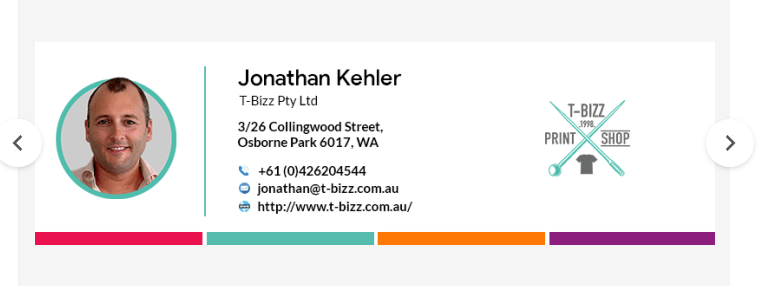 Jonathan Kehler
T-Bizz Pty Ltd
3/26 Collingwood Street,
Osborne Park 6017, WA
+61 (0)426204544
jonathan@t-bizz.com.au
http://www.t-bizz.com.au/
T-BIZZ
.1998.
PRINT SHOP